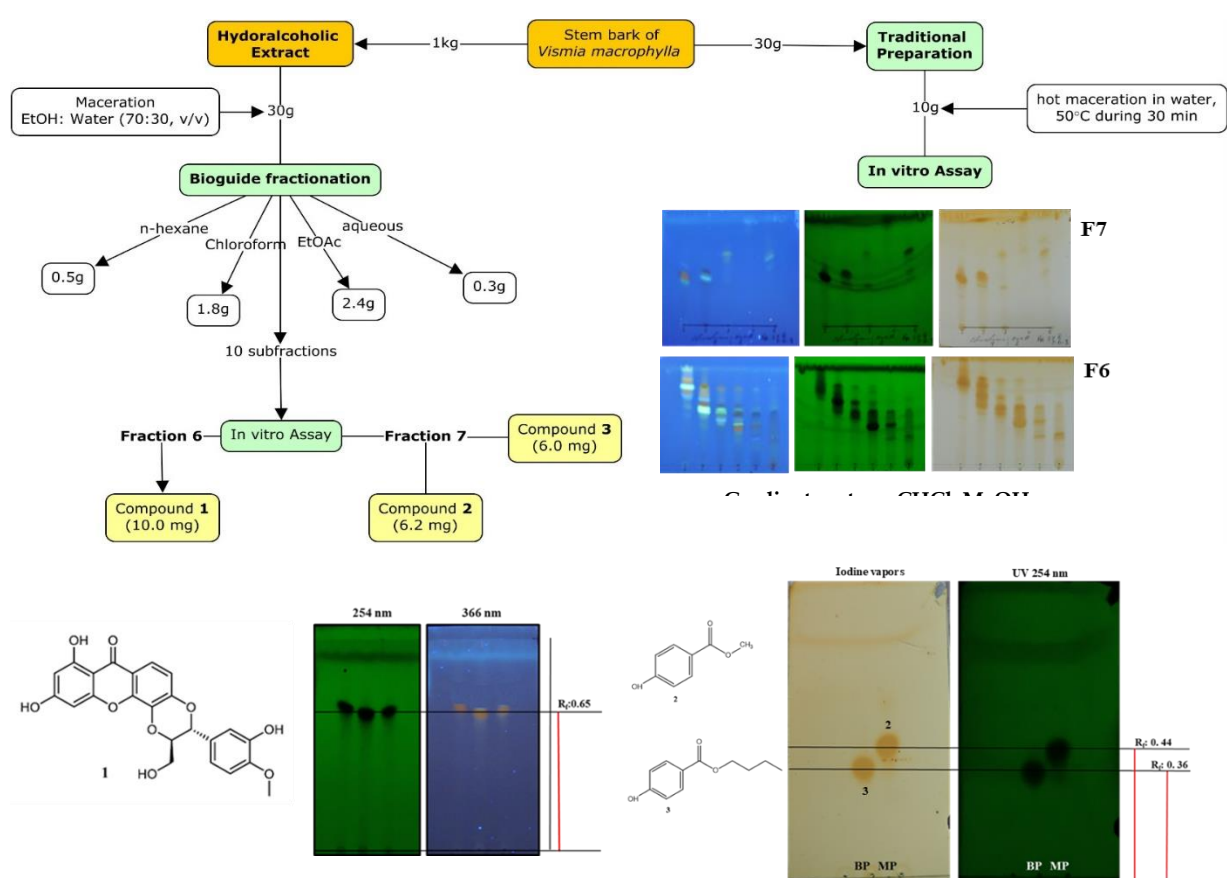 Hydoralcoholic
Extract
1kg
Stem bark of
Vismia macrophylla
30g
Traditional
Preparation
Maceration
EtOH: Water (70:30, v/v)
30g
10g
hot maceration in water,
50°C during 30 min
Bioguide fractionation
In vitro Assay
n-hexane
Chloroform
EtOAc
aqueous
0.5g
1.8g
2.4g
0.3g
10 subfractions
F7
F6
Fraction 6
In vitro Assay
Fraction 7
Compound 3
(6.0 mg)
Compound 1
(10.0 mg)
Compound 2
(6.2 mg)
OH
O
HO
O
O
O
OH
HO
O
1
254 nm
366 nm
Rf:0.65
O
O
CH3
HO
2
O
O
HO
3
Iodine vapors
UV 254 nm
2
3
Rf: 0. 44
Rf: 0. 36
BP MP
BP MP